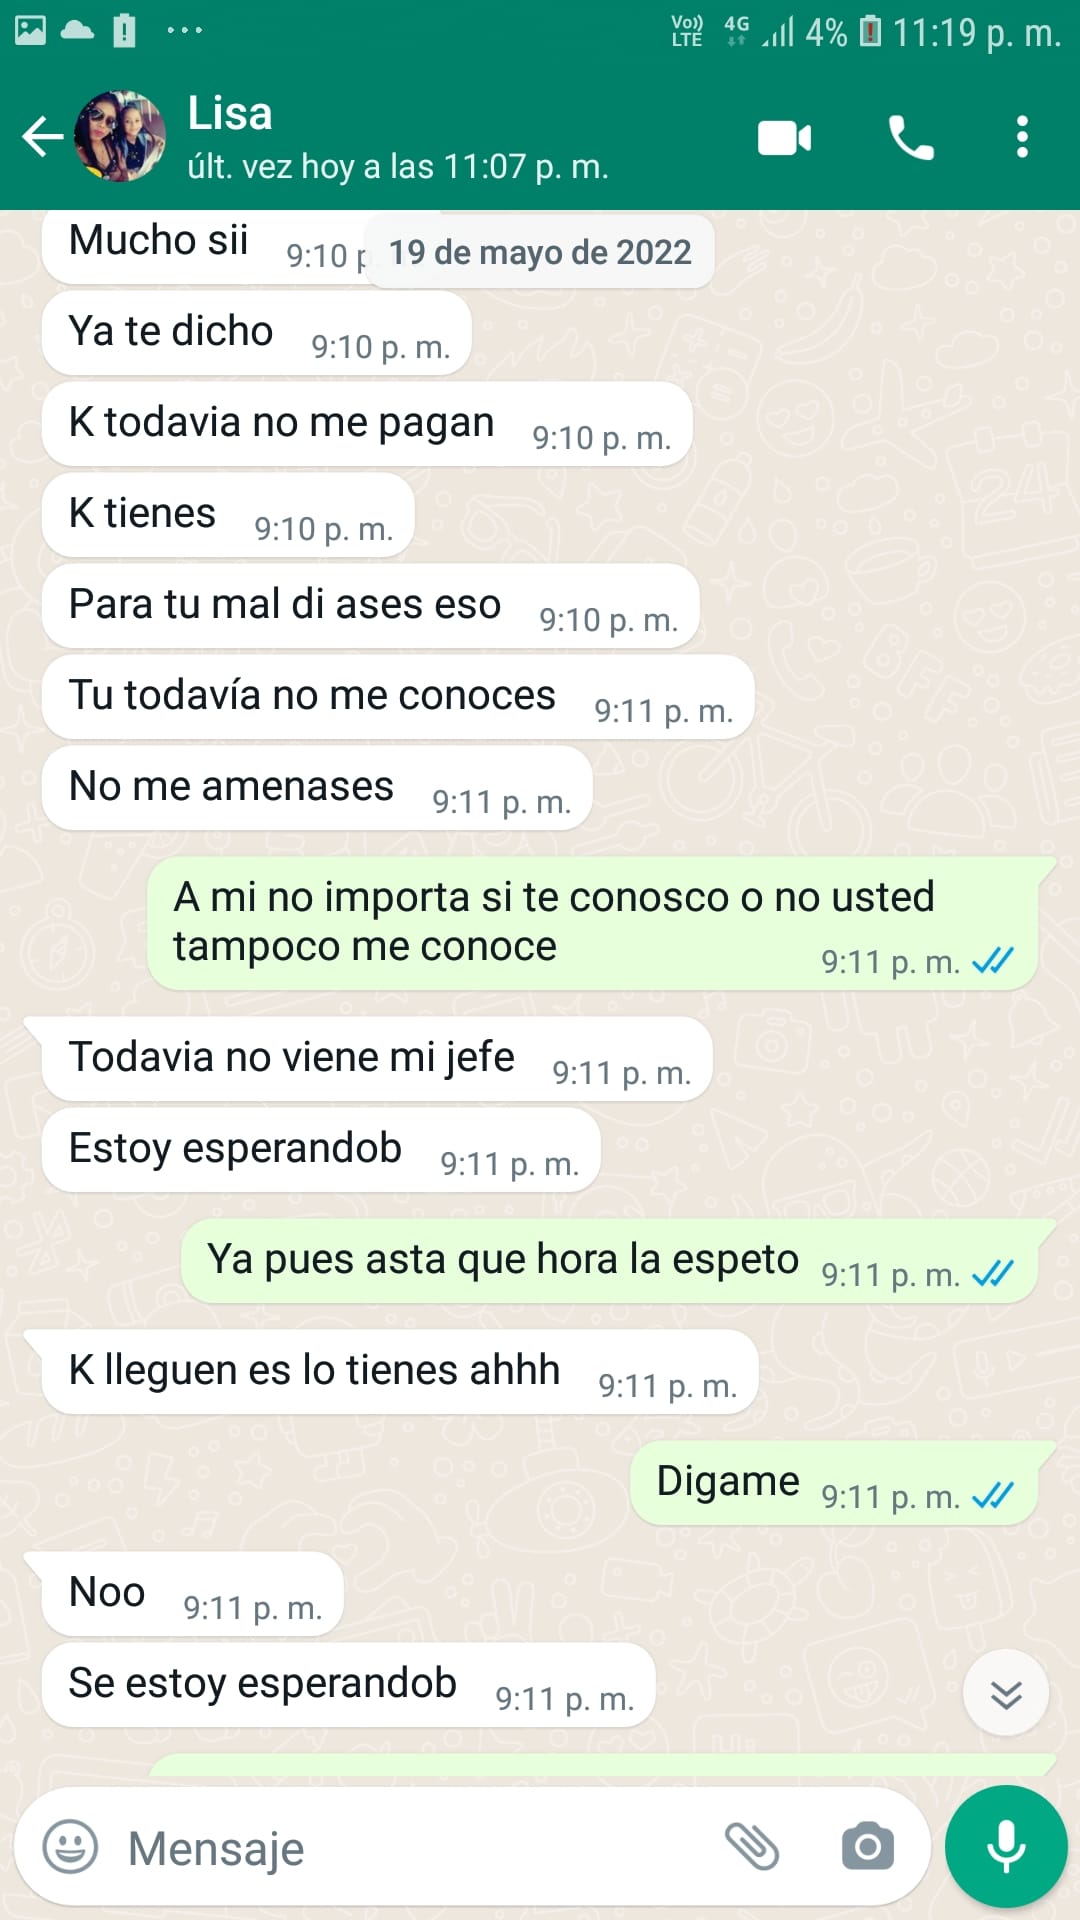 Vo)) LTE 4G 4% 11:19 p. m.
Lisa
últ. vez hoy a las 11:07 p. m.
Mucho sii 9:10 p
19 de mayo de 2022
Ya te dicho 9:10 p. m.
K todavia no me pagan 9:10 p. m.
K tienes 9:10 p. m.
Para tu mal di ases eso 9:10 p. m.
Tu todavía no me conoces 9:11 p. m.
No me amenases 9:11 p. m.
A mi no importa si te conosco o no usted
tampoco me conoce 9:11 p. m.
Todavia no viene mi jefe 9:11 p. m.
Estoy esperandob 9:11 p. m.
Ya pues asta que hora la espeto 9:11 p. m.
K lleguen es lo tienes ahhh 9:11 p. m.
Digame 9:11 p. m.
Noo 9:11 p. m.
Se estoy esperandob 9:11 p. m.
Mensaje